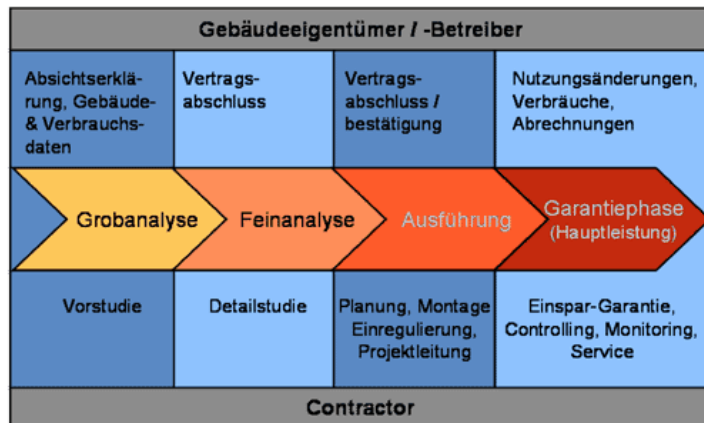 Gebäudeeigentümer / -Betreiber
Absichtserklä-
rung, Gebäude-
& Verbrauchs-
daten
Vertrags-
abschluss
Vertrags-
abschluss /
bestätigung
Nutzungsänderungen,
Verbräuche,
Abrechnungen
Grobanalyse
Feinanalyse
Ausführung
Garantiephase
(Hauptleistung)
Vorstudie
Detailstudie
Planung, Montage
Einregulierung,
Projektleitung
Einspar-Garantie,
Controlling, Monitoring,
Service
Contractor